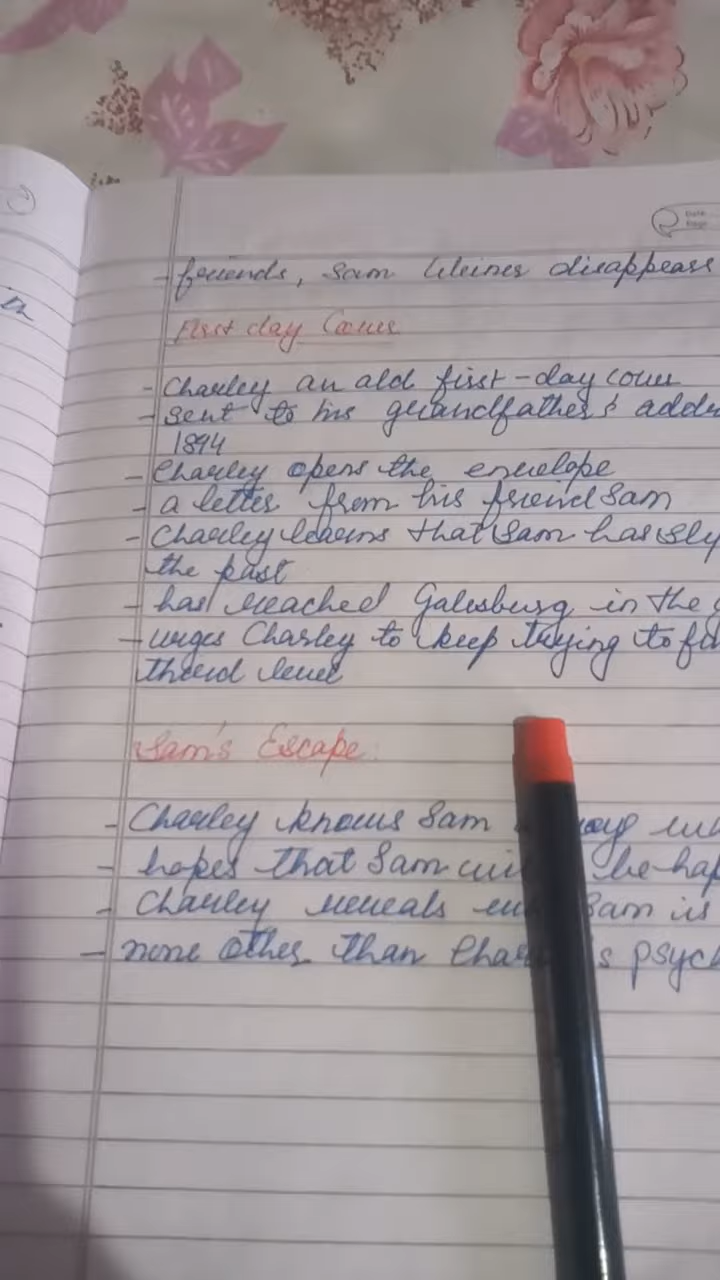 friends, Sam Weiner disappears
First day Cover
- Charley an old first-day cover
- sent to his grandfather's
1894
- Charley opens the envelope
- a letter from his friend Sam
- Charley learns that Sam has
the past
- has reached Galesburg in the
- urges Charley to keep trying to
third level
Sam's Escape:
- Charley knows Sam
- hopes that Sam be
- Charley reveals Sam is
- none other than